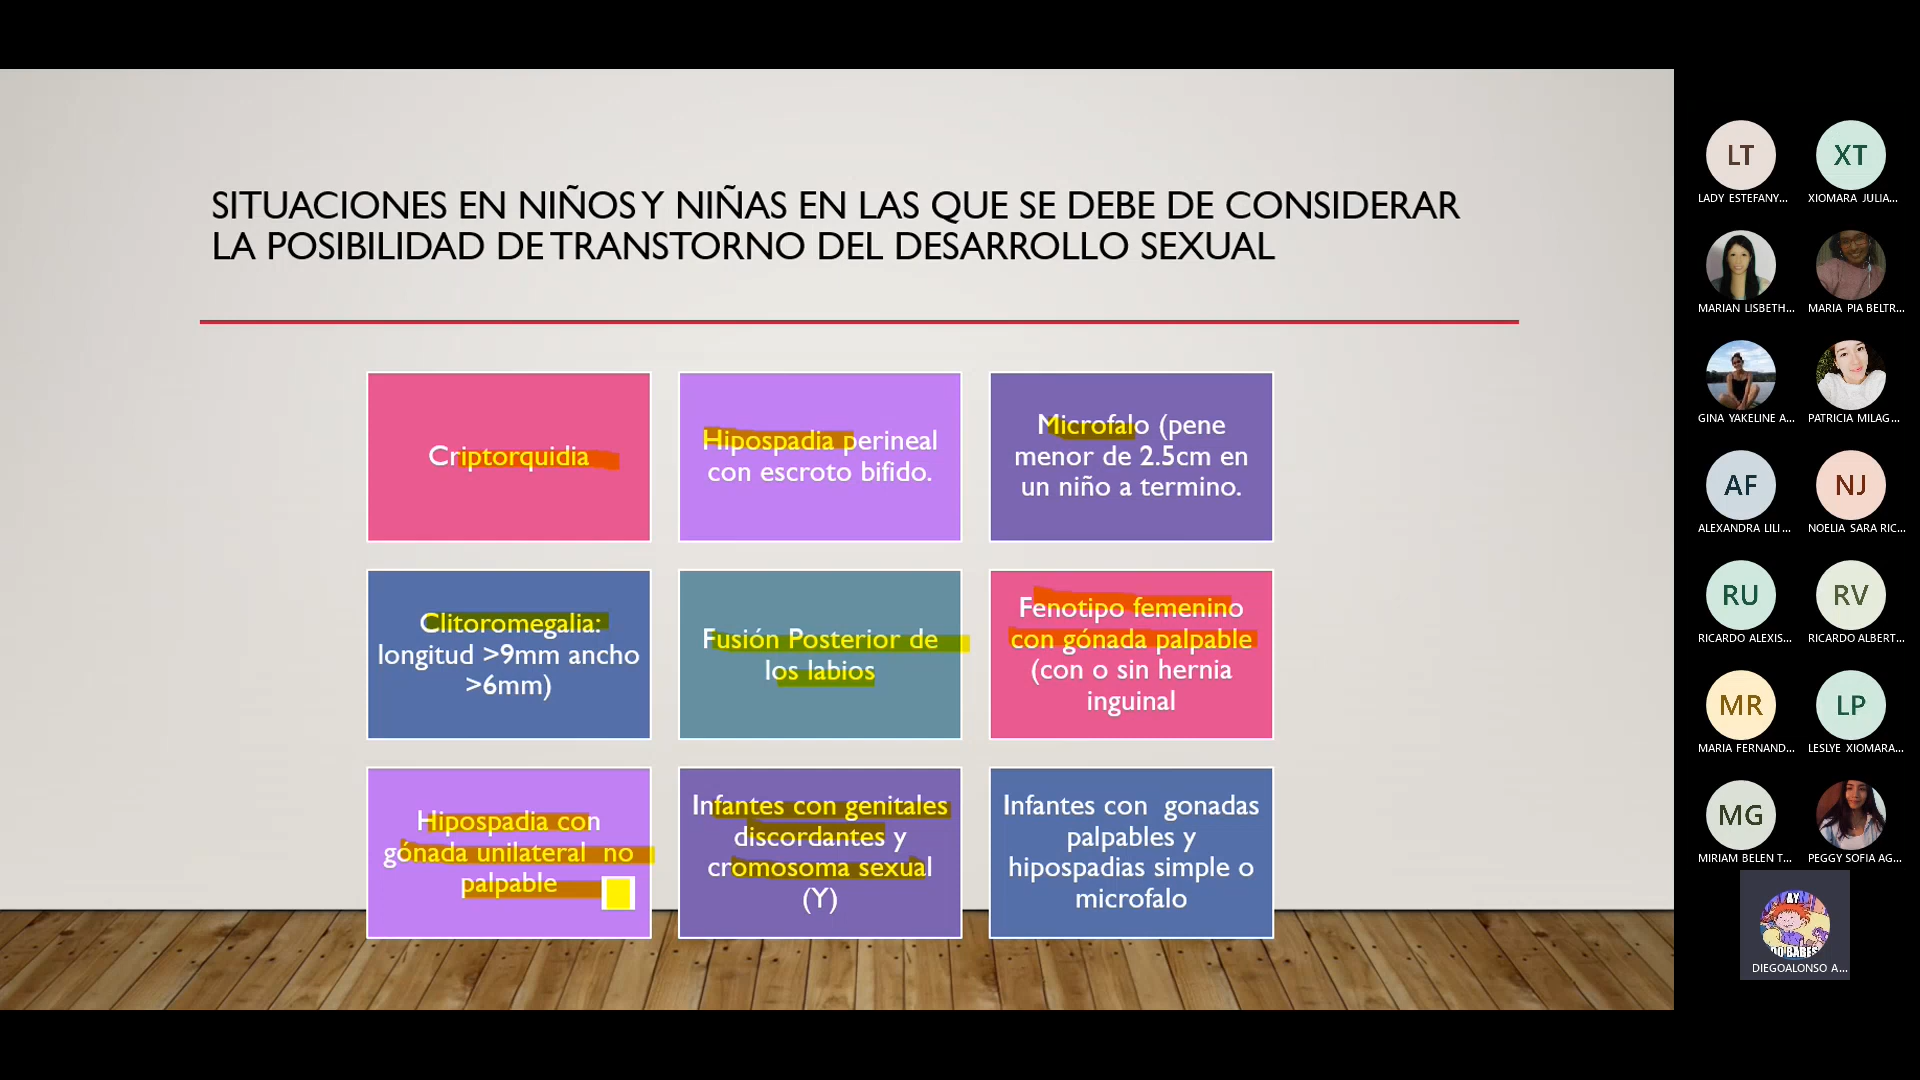 SITUACIONES EN NIÑOS Y NIÑAS EN LAS QUE SE DEBE DE CONSIDERAR
LA POSIBILIDAD DE TRANSTORNO DEL DESARROLLO SEXUAL
Criptorquidia
Hipospadia perineal
con escroto bifido.
Microfalo (pene
menor de 2.5cm en
un niño a termino.
Clitoromegalia:
longitud >9mm ancho
>6mm)
Fusión Posterior de
los labios
Fenotipo femenino
con gónada palpable
(con o sin hernia
inguinal
Hipospadia con
gónada unilateral no
palpable
Infantes con genitales
discordantes y
cromosoma sexual
(Y)
Infantes con gonadas
palpables y
hipospadias simple o
microfalo
LT
LADY ESTEFANY...
XT
XIOMARA JULIA...
MARIAN LISBETH...
MARIA PIA BELTR...
GINA YAKELINE A...
PATRICIA MILAG...
AF
ALEXANDRA LILI...
NJ
NOELIA SARA RIC...
RU
RICARDO ALEXIS...
RV
RICARDO ALBERT...
MR
MARIA FERNAND...
LP
LESLYE XIOMARA...
MG
MIRIAM BELEN T...
PEGGY SOFIA AG...
AY
DIEGOALONSO A...